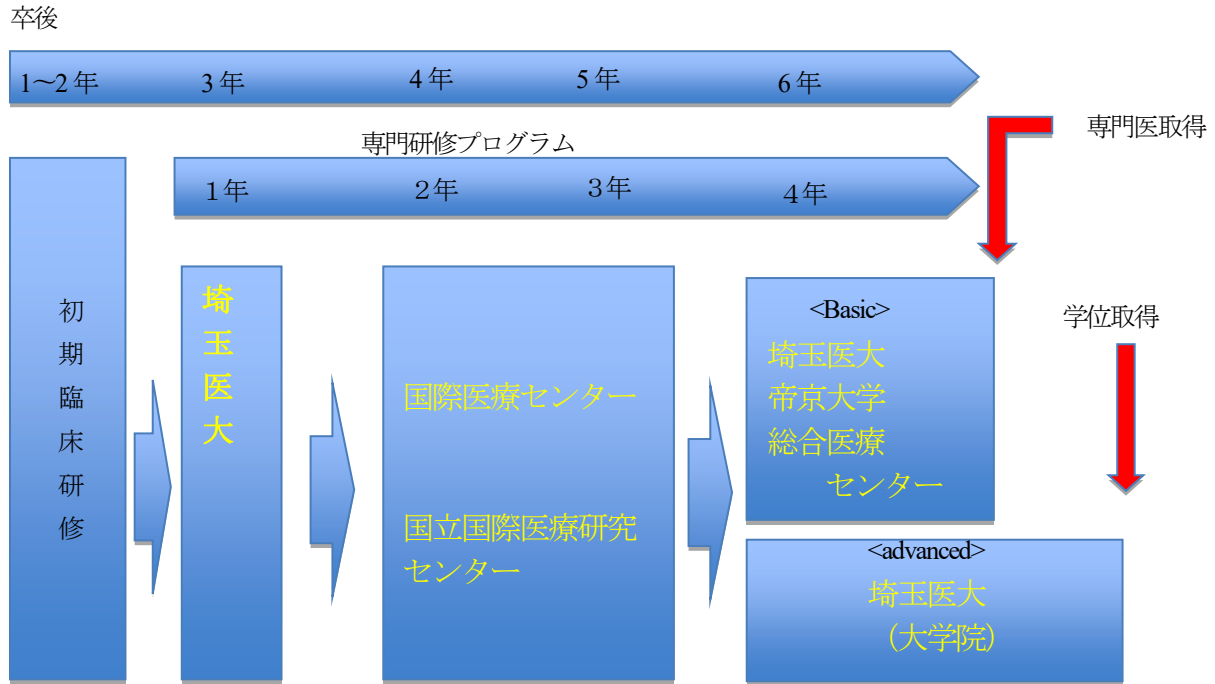 卒後
1～2年 3年 4年 5年 6年
専門医取得
専門研修プログラム
１年 ２年 ３年 ４年
初期臨床研修
埼玉医大
国際医療センター
国立国際医療研究
センター
<Basic>
埼玉医大
帝京大学
総合医療
センター
学位取得
<advanced>
埼玉医大
（大学院）